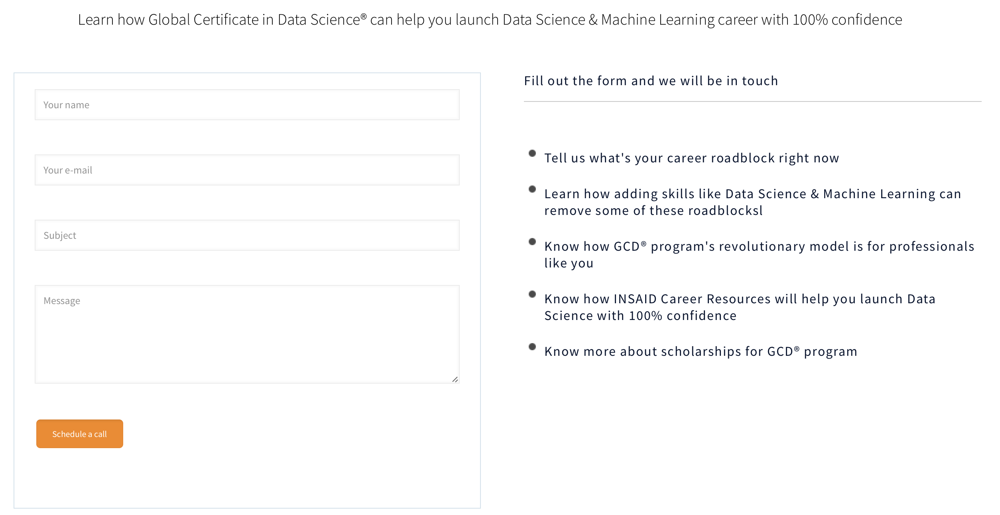 Learn how Global Certificate in Data Science® can help you launch Data Science & Machine Learning career with 100% confidence
Your name
Your e-mail
Subject
Message
Schedule a call
Fill out the form and we will be in touch
Tell us what's your career roadblock right now
Learn how adding skills like Data Science & Machine Learning can
remove some of these roadblocksl
Know how GCD® program's revolutionary model is for professionals
like you
Know how INSAID Career Resources will help you launch Data
Science with 100% confidence
Know more about scholarships for GCD® program